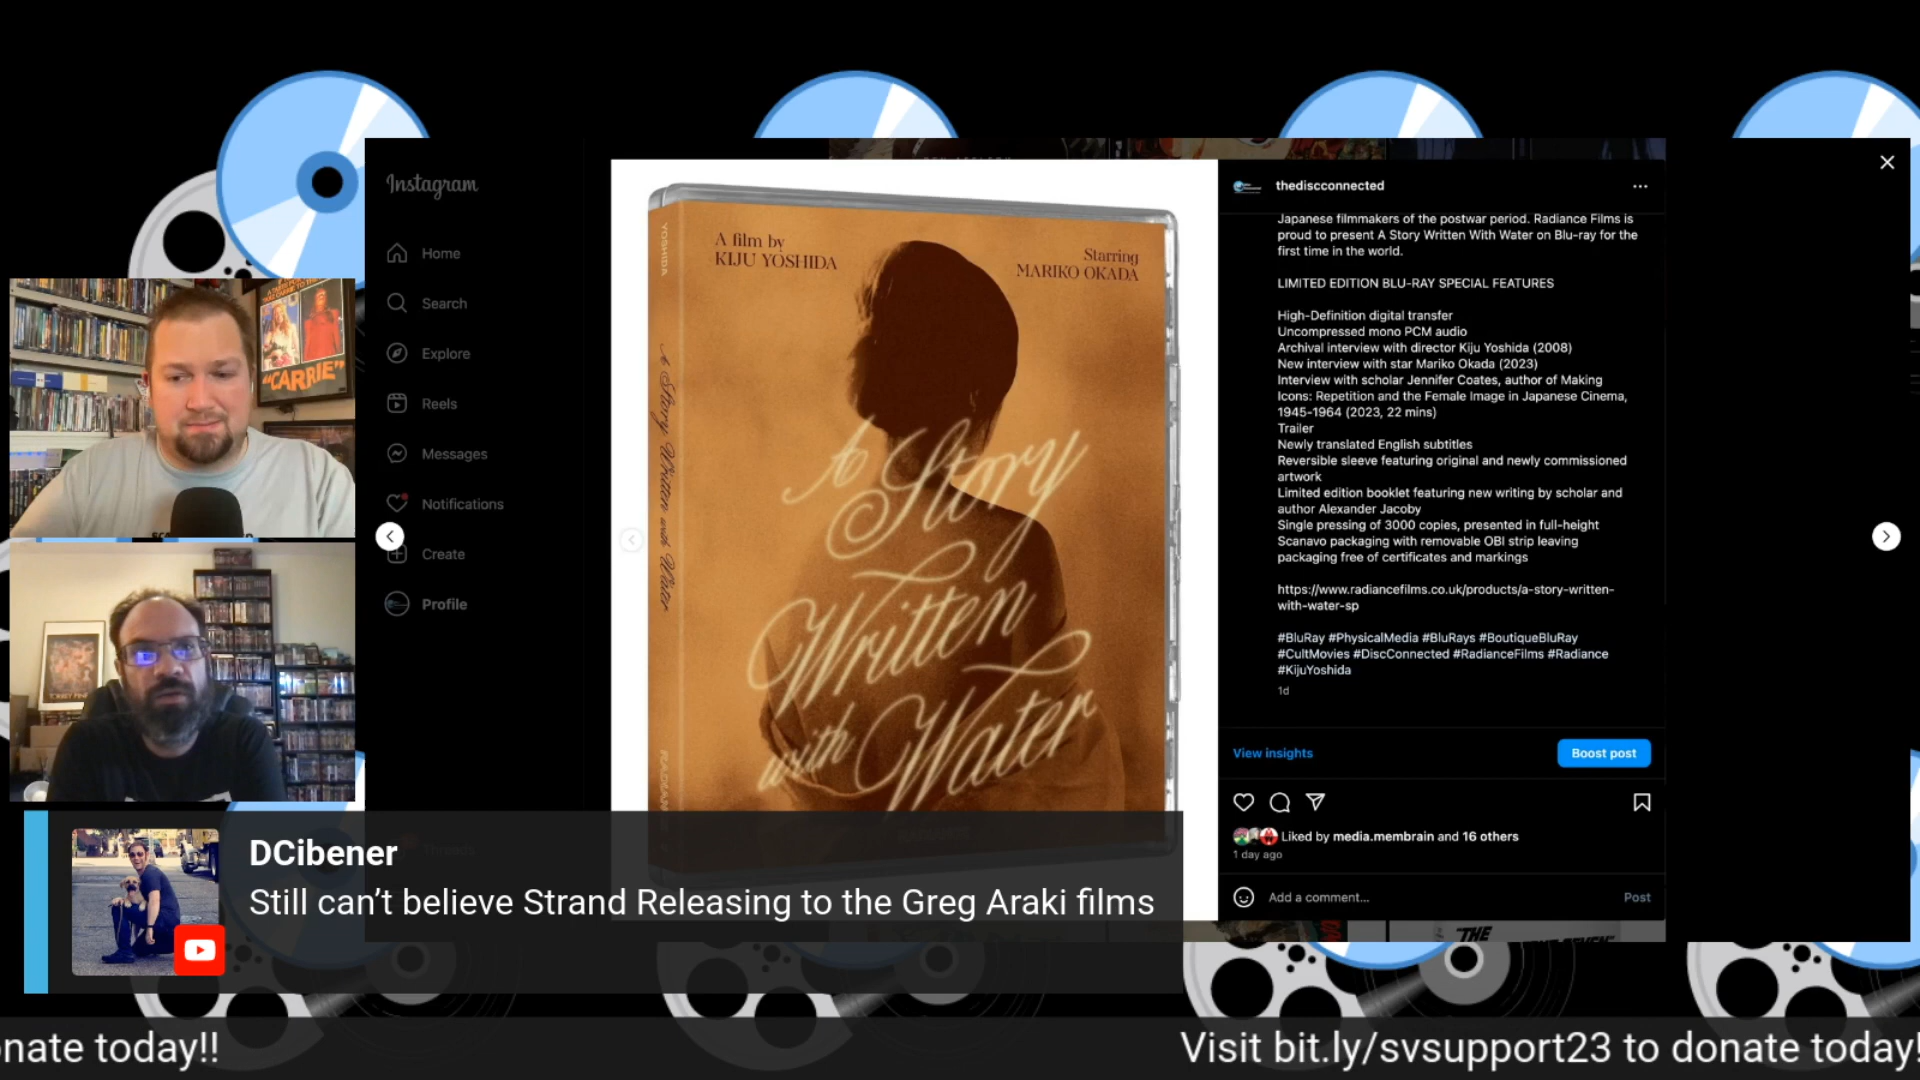 Instagram
Home
Search
Explore
Reels
Messages
Notifications
Create
Profile
A TASTE OF
"CARRIE"
TORREY PINES
YOSHIDA
A Story Written with Water
A film by
KIJU YOSHIDA
Starring
MARIKO OKADA
A Story
Written
with Water
thediscconnected
Japanese filmmakers of the postwar period. Radiance Films is
proud to present A Story Written With Water on Blu-ray for the
first time in the world.
LIMITED EDITION BLU-RAY SPECIAL FEATURES
High-Definition digital transfer
Uncompressed mono PCM audio
Archival interview with director Kiju Yoshida (2008)
New interview with star Mariko Okada (2023)
Interview with scholar Jennifer Coates, author of Making
Icons: Repetition and the Female Image in Japanese Cinema,
1945-1964 (2023, 22 mins)
Trailer
Newly translated English subtitles
Reversible sleeve featuring original and newly commissioned
artwork
Limited edition booklet featuring new writing by scholar and
author Alexander Jacoby
Single pressing of 3000 copies, presented in full-height
Scanavo packaging with removable OBI strip leaving
packaging free of certificates and markings
https://www.radiancefilms.co.uk/products/a-story-written-
with-water-sp
#BluRay #PhysicalMedia #BluRays #BoutiqueBluRay
#CultMovies #DiscConnected #RadianceFilms #Radiance
#KijuYoshida
1d
View insights
Boost post
Liked by media.membrain and 16 others
1 day ago
Add a comment...
Post
THE
DCibener
Still can't believe Strand Releasing to the Greg Araki films
nate today!!
Visit bit.ly/svsupport23 to donate today!